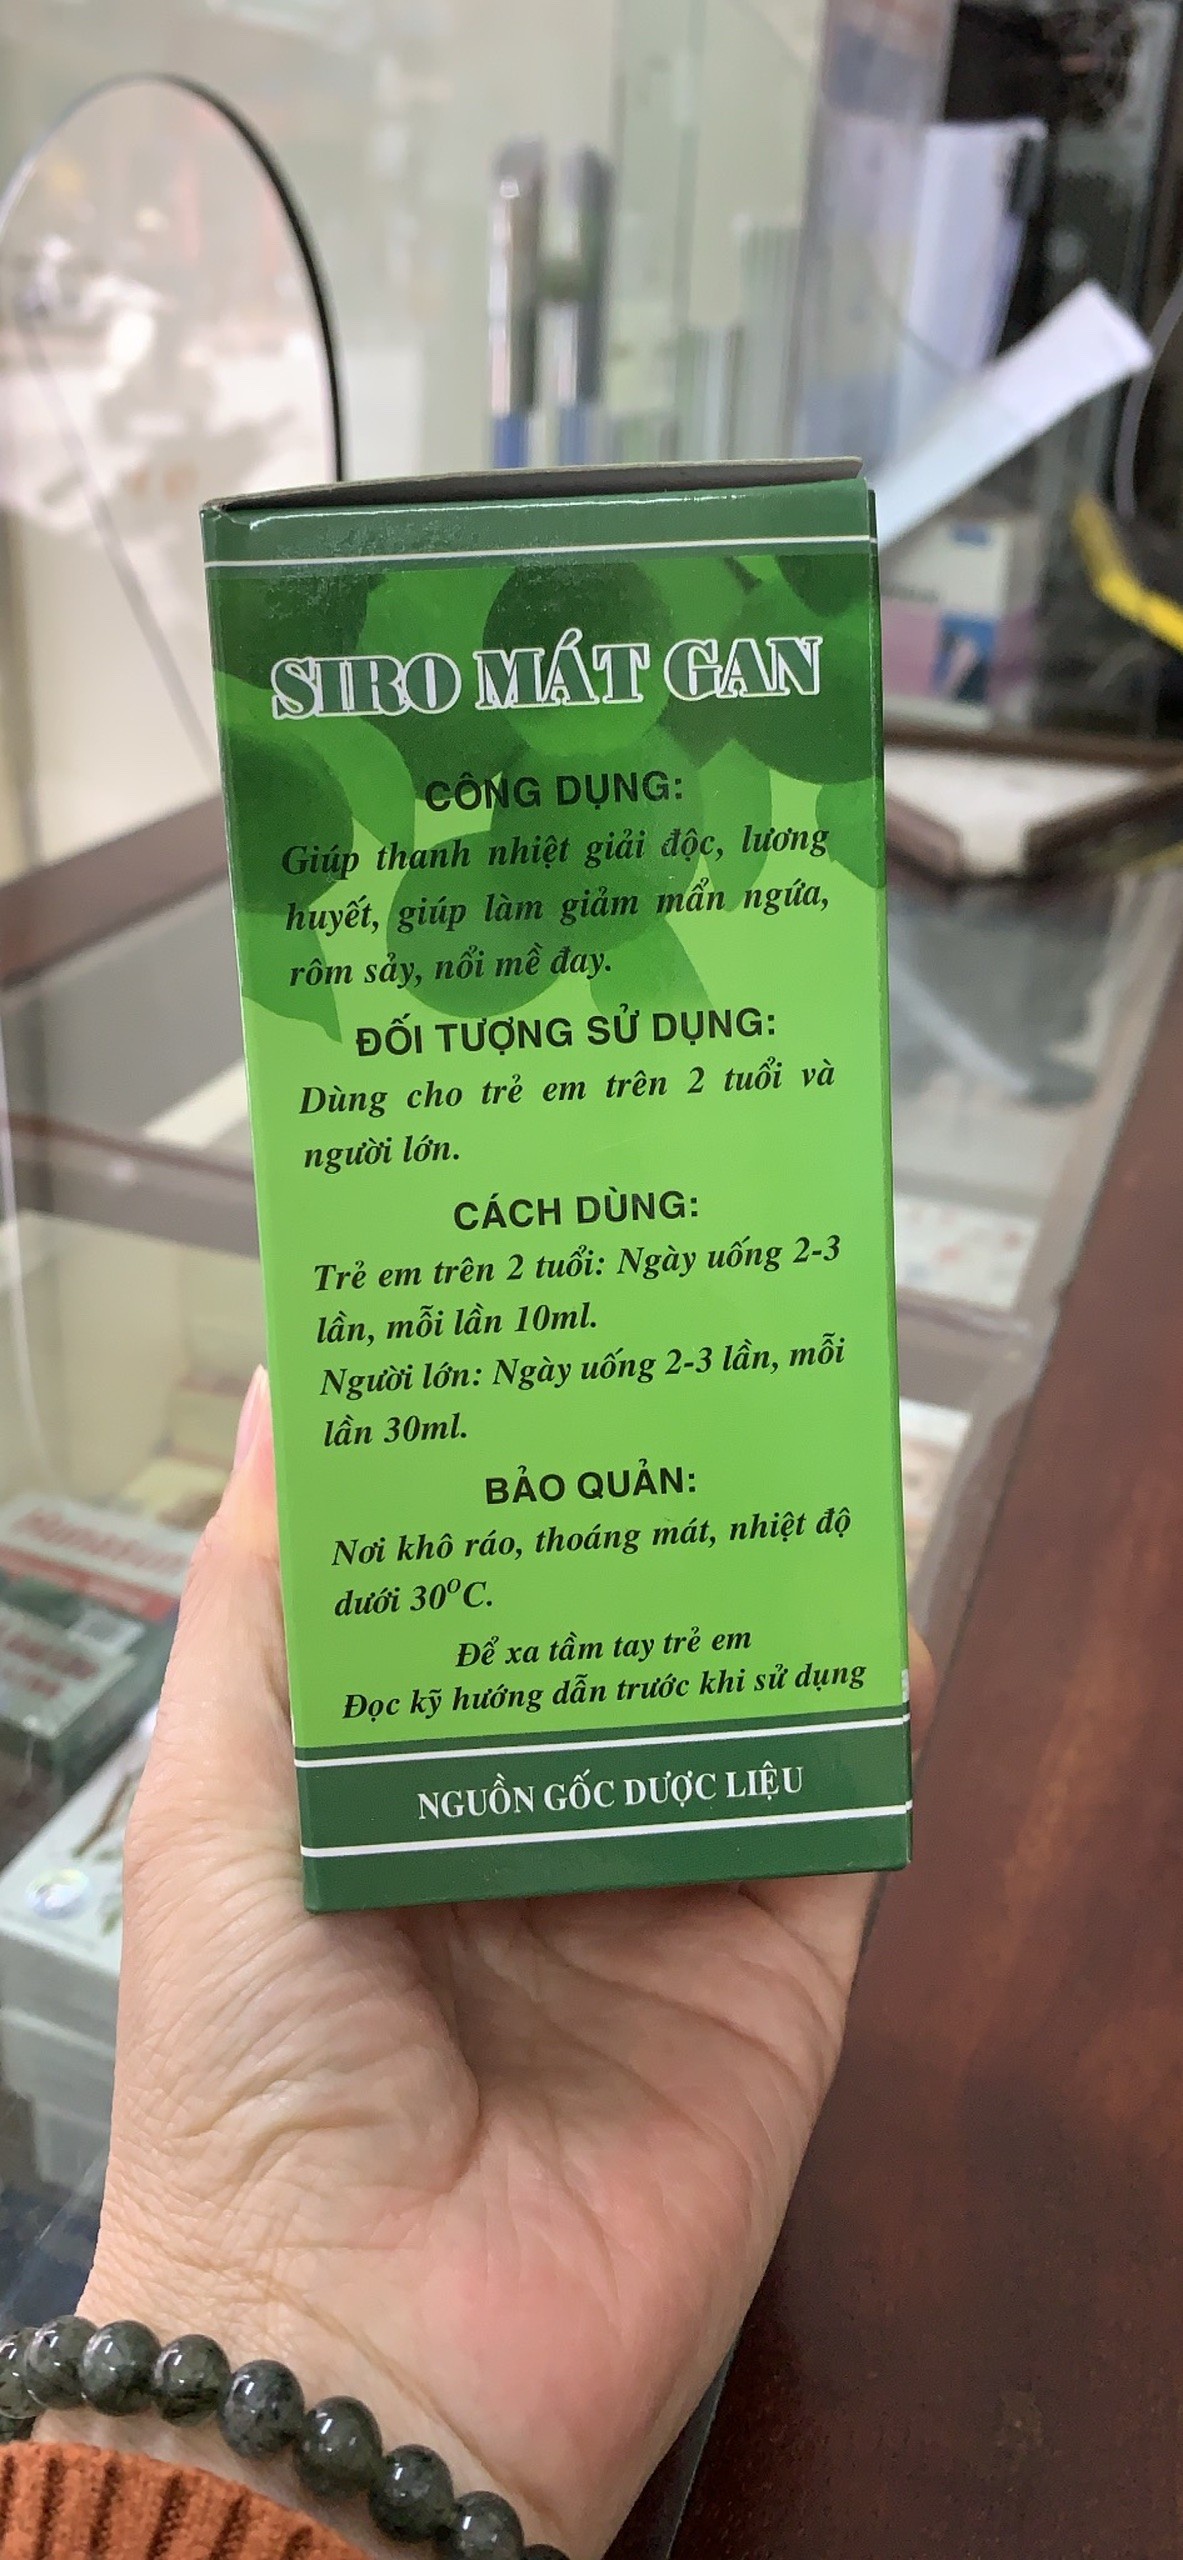 SIRO MÁT GAN
CÔNG DỤNG:
Giúp thanh nhiệt giải độc, lương
huyết, giúp làm giảm mẩn ngứa,
rôm sảy, nổi mề đay.
ĐỐI TƯỢNG SỬ DỤNG:
Dùng cho trẻ em trên 2 tuổi và
người lớn.
CÁCH DÙNG:
Trẻ em trên 2 tuổi: Ngày uống 2-3
lần, mỗi lần 10ml.
Người lớn: Ngày uống 2-3 lần, mỗi
lần 30ml.
BẢO QUẢN:
Nơi khô ráo, thoáng mát, nhiệt độ
dưới 30⁰C.
Để xa tầm tay trẻ em
Đọc kỹ hướng dẫn trước khi sử dụng
NGUỒN GỐC DƯỢC LIỆU